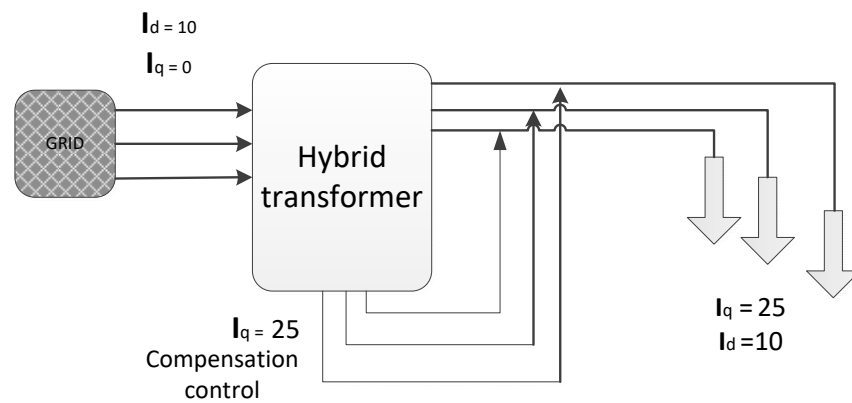 Id = 10
Iq = 0
GRID
Hybrid
transformer
Iq = 25
Compensation
control
Iq = 25
Id =10